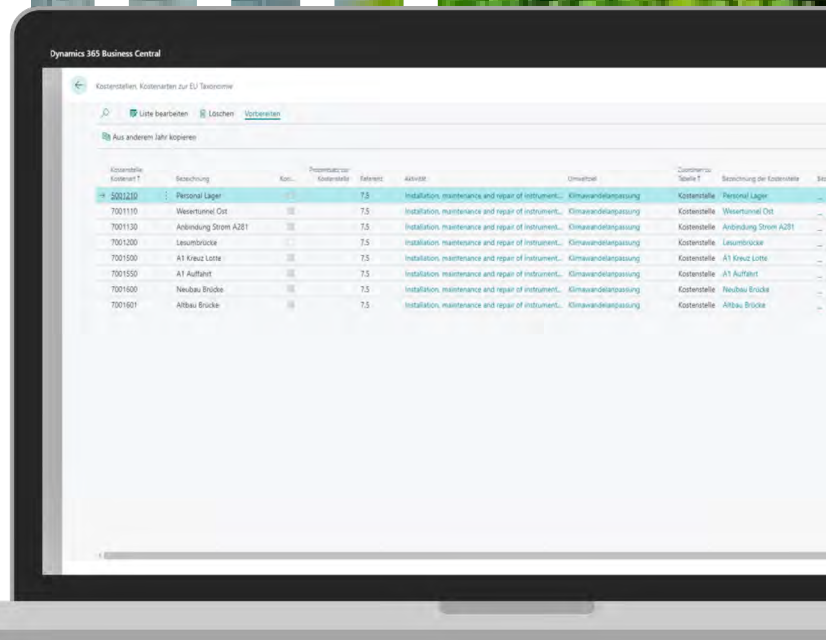 Dynamics 365 Business Central
Kostenstellen, Kostenarten zur EU Taxonomie
Liste bearbeiten Löschen Vorbereiten
Aus anderem Jahr kopieren
Kostenstelle Prozentsatz zur Zuordnen zu
Kostenart ↑ Bezeichnung Kost... Kostenstelle Referenz Aktivität Umweltziel Tabelle ↑ Bezeichnung der Kostenstelle
→ 5001210 Personal Lager 7.5 Installation, maintenance and repair of instrument... Klimawandelanpassung Kostenstelle Personal Lager
7001110 Wesertunnel Ost 7.5 Installation, maintenance and repair of instrument... Klimawandelanpassung Kostenstelle Wesertunnel Ost
7001130 Anbindung Strom A281 7.5 Installation, maintenance and repair of instrument... Klimawandelanpassung Kostenstelle Anbindung Strom A281
7001200 Lesumbrücke 7.5 Installation, maintenance and repair of instrument... Klimawandelanpassung Kostenstelle Lesumbrücke
7001500 A1 Kreuz Lotte 7.5 Installation, maintenance and repair of instrument... Klimawandelanpassung Kostenstelle A1 Kreuz Lotte
7001550 A1 Auffahrt 7.5 Installation, maintenance and repair of instrument... Klimawandelanpassung Kostenstelle A1 Auffahrt
7001600 Neubau Brücke 7.5 Installation, maintenance and repair of instrument... Klimawandelanpassung Kostenstelle Neubau Brücke
7001601 Altbau Brücke 7.5 Installation, maintenance and repair of instrument... Klimawandelanpassung Kostenstelle Altbau Brücke